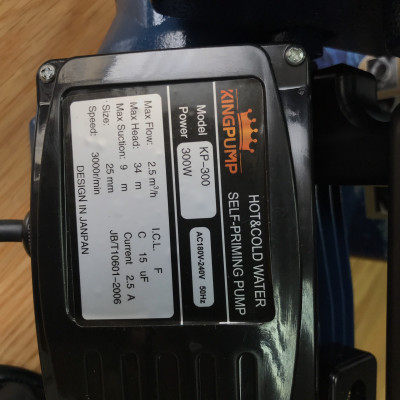 KINGPUMP
HOT&COLD WATER
SELF-PRIMING PUMP
Model KP-300
Power 300W
AC180V-240V 50Hz
Max Flow: 2.5 m³/h I.C.L. F
Max Head: 34 m C 15 uF
Max Suction: 9 m Current 2.5 A
Size: 25 mm JB/T10601-2006
Speed: 3000r/min
DESIGN IN JANPAN